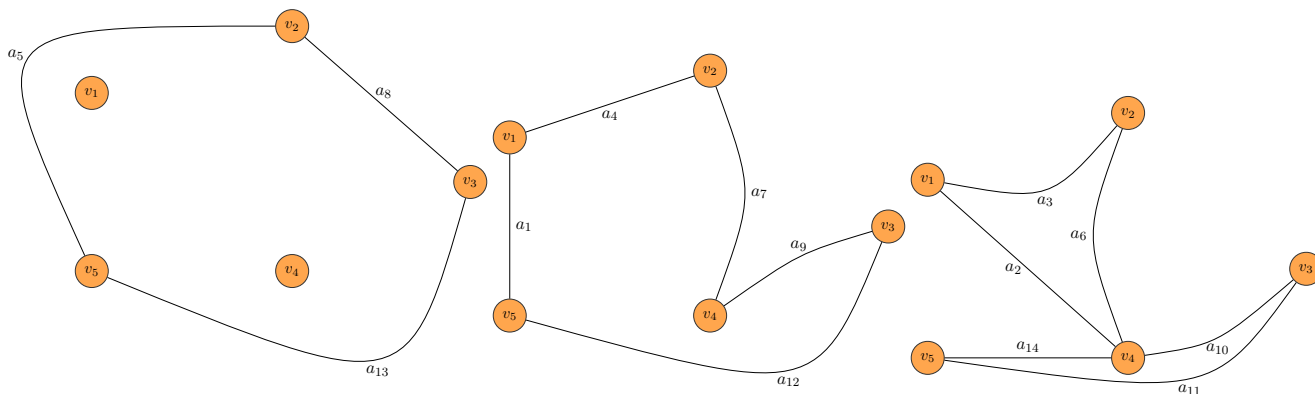 v₂
a₅
v₁
a₈
v₃
v₅
v₄
a₁₃
v₂
v₁
a₄
a₇
a₁
v₃
a₉
v₅
v₄
a₁₂
v₂
v₁
a₃
a₆
a₂
v₃
a₁₄
a₁₀
v₅
v₄
a₁₁